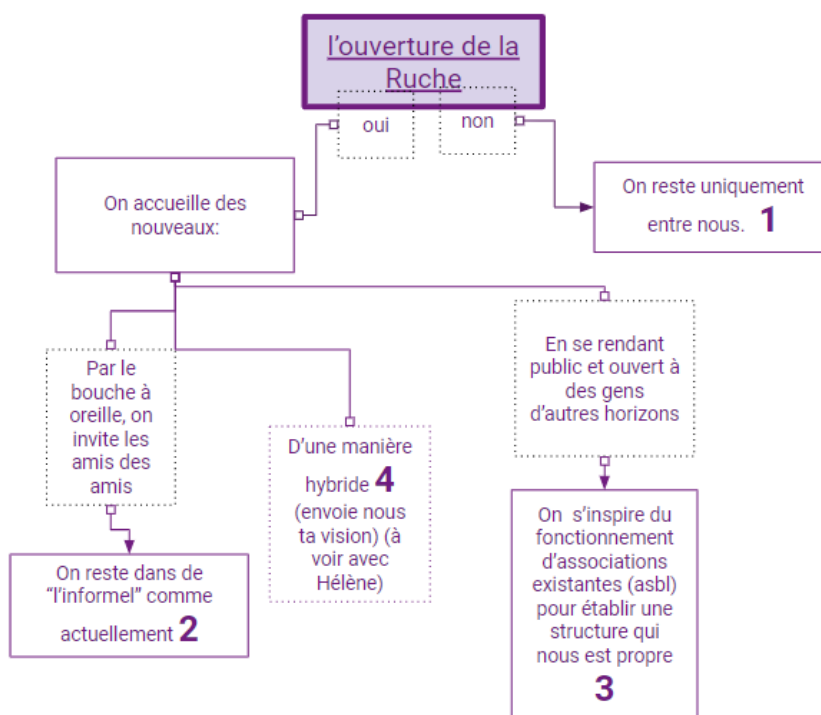 l'ouverture de la
Ruche
oui
non
On accueille des
nouveaux:
On reste uniquement
entre nous. 1
Par le
bouche à
oreille, on
invite les
amis des
amis
D'une manière
hybride 4
(envoie nous
ta vision) (à
voir avec
Hélène)
En se rendant
public et ouvert à
des gens
d'autres horizons
On reste dans de
“l'informel” comme
actuellement 2
On s'inspire du
fonctionnement
d'associations
existantes (asbl)
pour établir une
structure qui
nous est propre
3